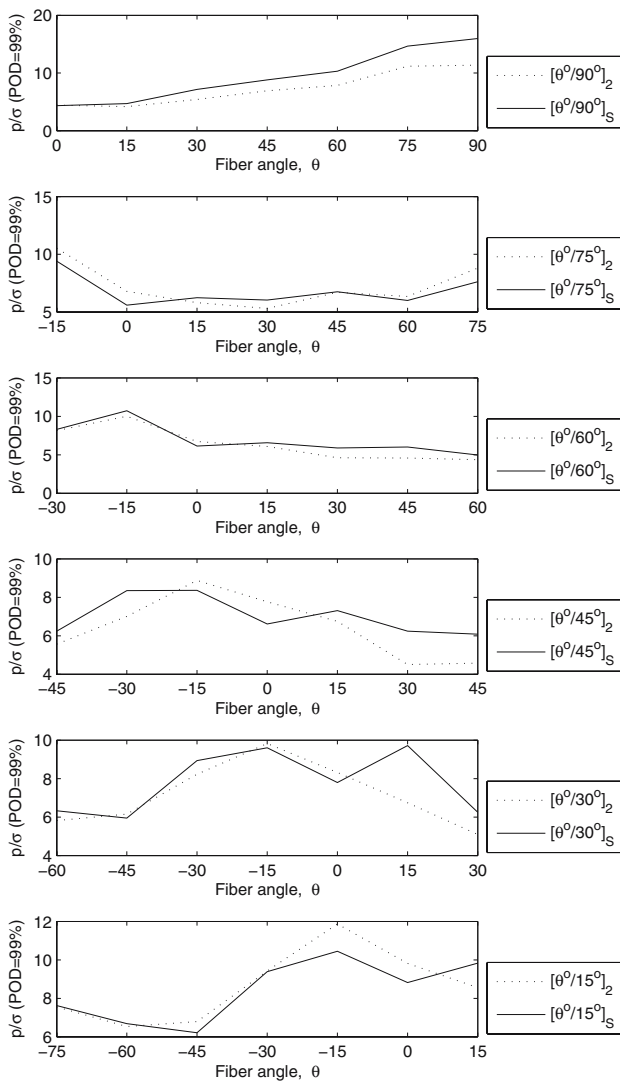 20
10
0
p/σ (POD=99%)
0 15 30 45 60 75 90
Fiber angle, θ
[θ°/90°]₂
[θ°/90°]S
15
10
5
p/σ (POD=99%)
−15 0 15 30 45 60 75
Fiber angle, θ
[θ°/75°]₂
[θ°/75°]S
15
10
5
0
p/σ (POD=99%)
−30 −15 0 15 30 45 60
Fiber angle, θ
[θ°/60°]₂
[θ°/60°]S
10
8
6
4
p/σ (POD=99%)
−45 −30 −15 0 15 30 45
Fiber angle, θ
[θ°/45°]₂
[θ°/45°]S
10
8
6
4
p/σ (POD=99%)
−60 −45 −30 −15 0 15 30
Fiber angle, θ
[θ°/30°]₂
[θ°/30°]S
12
10
8
6
p/σ (POD=99%)
−75 −60 −45 −30 −15 0 15
Fiber angle, θ
[θ°/15°]₂
[θ°/15°]S